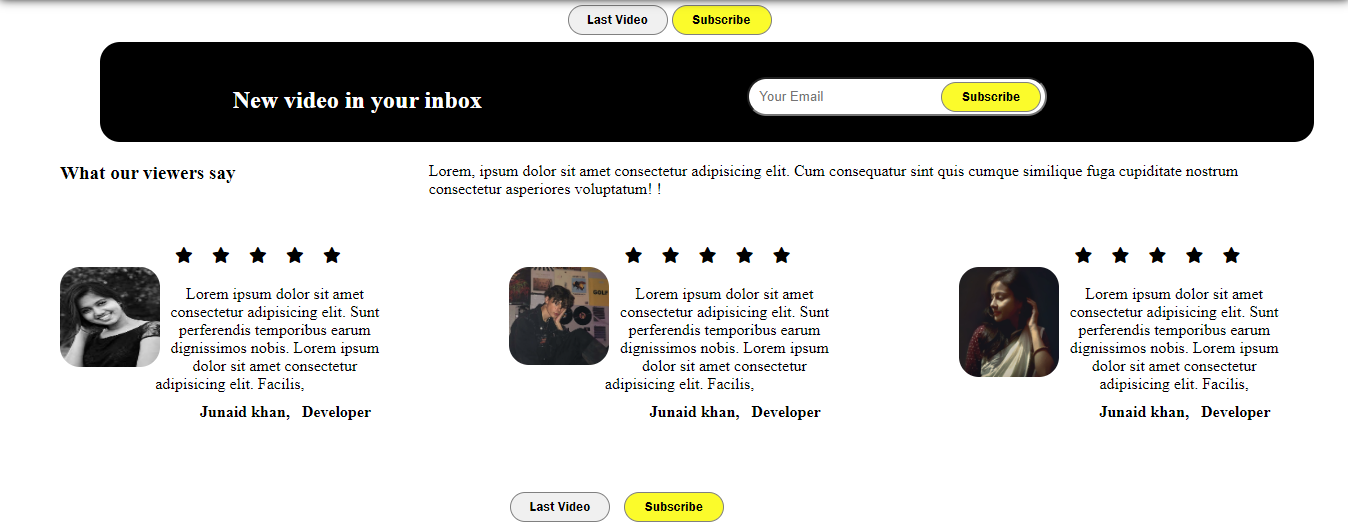 Last Video Subscribe
New video in your inbox
Your Email Subscribe
What our viewers say
Lorem, ipsum dolor sit amet consectetur adipisicing elit. Cum consequatur sint quis cumque similique fuga cupiditate nostrum
consectetur asperiores voluptatum! !
Lorem ipsum dolor sit amet
consectetur adipisicing elit. Sunt
perferendis temporibus earum
dignissimos nobis. Lorem ipsum
dolor sit amet consectetur
adipisicing elit. Facilis,
Junaid khan, Developer
GOLF
Lorem ipsum dolor sit amet
consectetur adipisicing elit. Sunt
perferendis temporibus earum
dignissimos nobis. Lorem ipsum
dolor sit amet consectetur
adipisicing elit. Facilis,
Junaid khan, Developer
Lorem ipsum dolor sit amet
consectetur adipisicing elit. Sunt
perferendis temporibus earum
dignissimos nobis. Lorem ipsum
dolor sit amet consectetur
adipisicing elit. Facilis,
Junaid khan, Developer
Last Video Subscribe